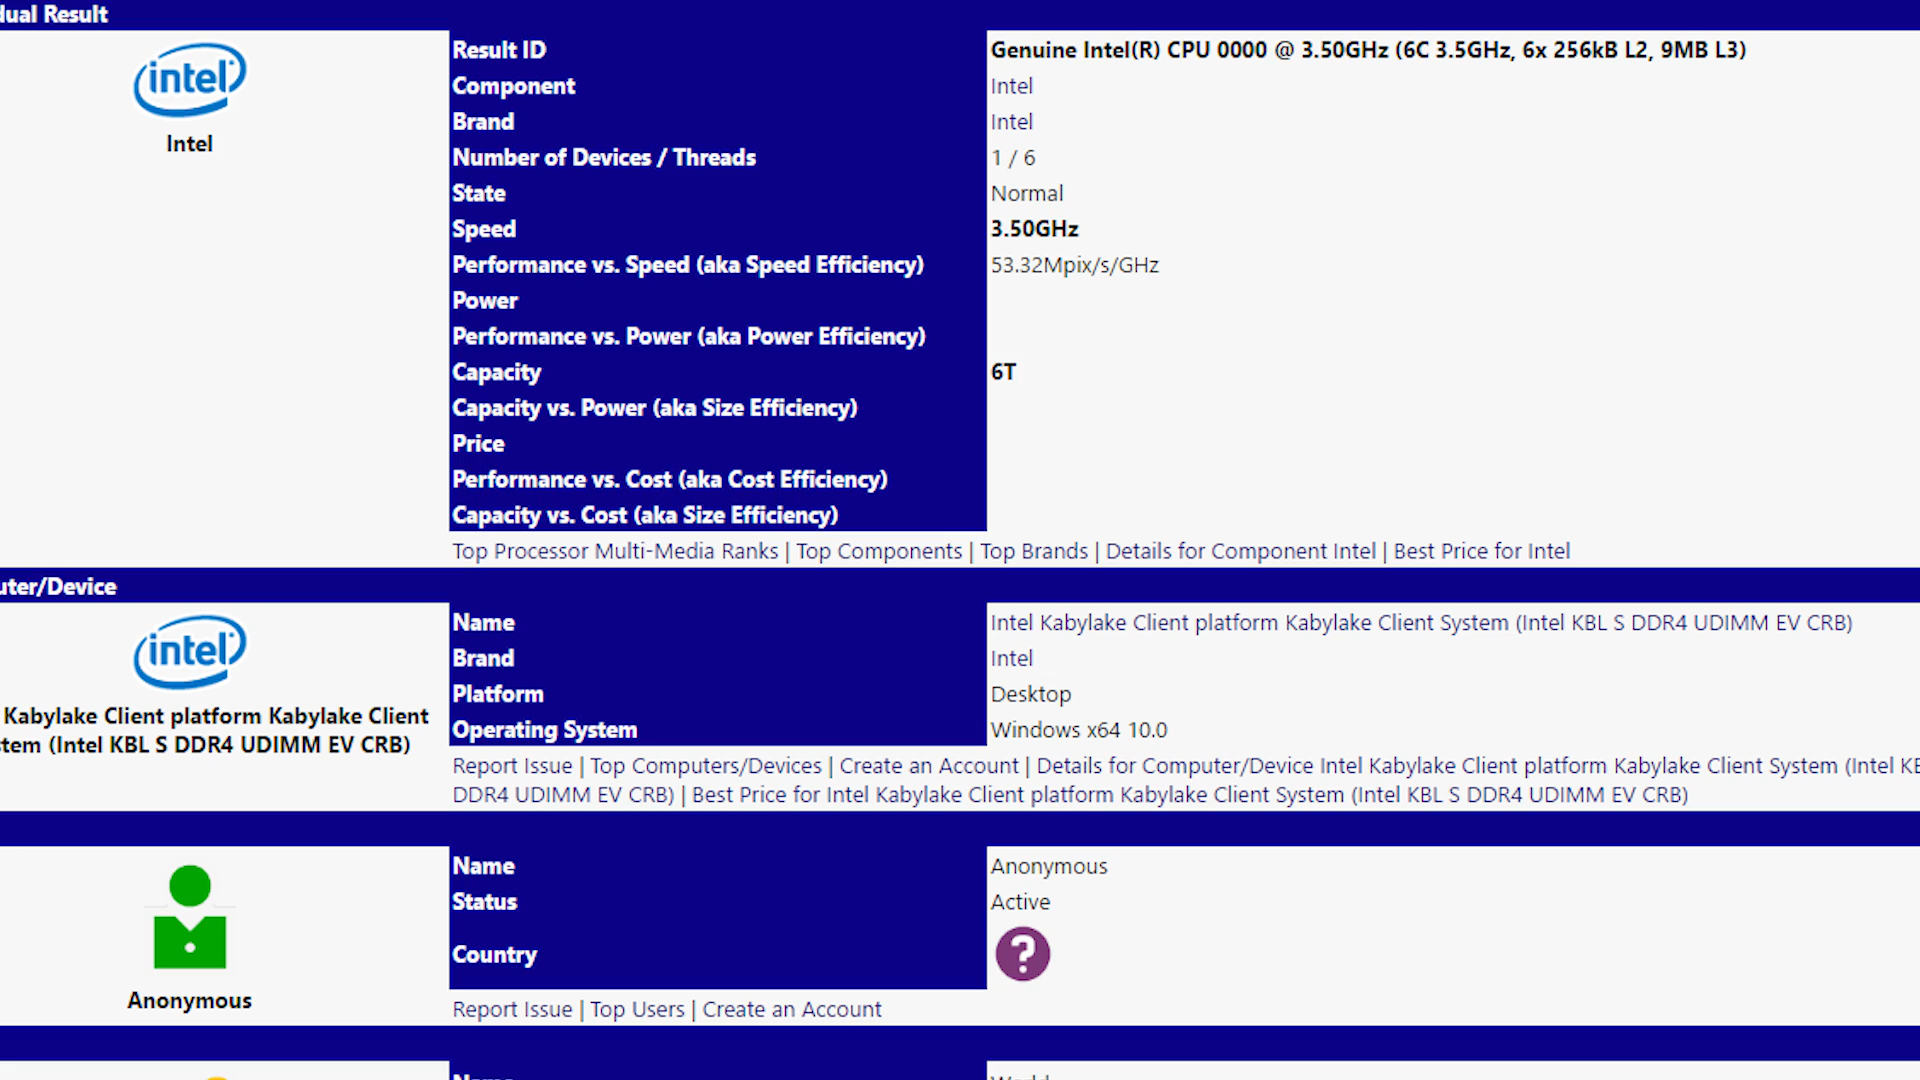 dual Result
intel
Intel
Result ID Genuine Intel(R) CPU 0000 @ 3.50GHz (6C 3.5GHz, 6x 256kB L2, 9MB L3)
Component Intel
Brand Intel
Number of Devices / Threads 1 / 6
State Normal
Speed 3.50GHz
Performance vs. Speed (aka Speed Efficiency) 53.32Mpix/s/GHz
Power
Performance vs. Power (aka Power Efficiency)
Capacity 6T
Capacity vs. Power (aka Size Efficiency)
Price
Performance vs. Cost (aka Cost Efficiency)
Capacity vs. Cost (aka Size Efficiency)
Top Processor Multi-Media Ranks | Top Components | Top Brands | Details for Component Intel | Best Price for Intel
uter/Device
intel
Kabylake Client platform Kabylake Client
tem (Intel KBL S DDR4 UDIMM EV CRB)
Name Intel Kabylake Client platform Kabylake Client System (Intel KBL S DDR4 UDIMM EV CRB)
Brand Intel
Platform Desktop
Operating System Windows x64 10.0
Report Issue | Top Computers/Devices | Create an Account | Details for Computer/Device Intel Kabylake Client platform Kabylake Client System (Intel KB
DDR4 UDIMM EV CRB) | Best Price for Intel Kabylake Client platform Kabylake Client System (Intel KBL S DDR4 UDIMM EV CRB)
Anonymous
Name Anonymous
Status Active
Country ?
Report Issue | Top Users | Create an Account
Name World